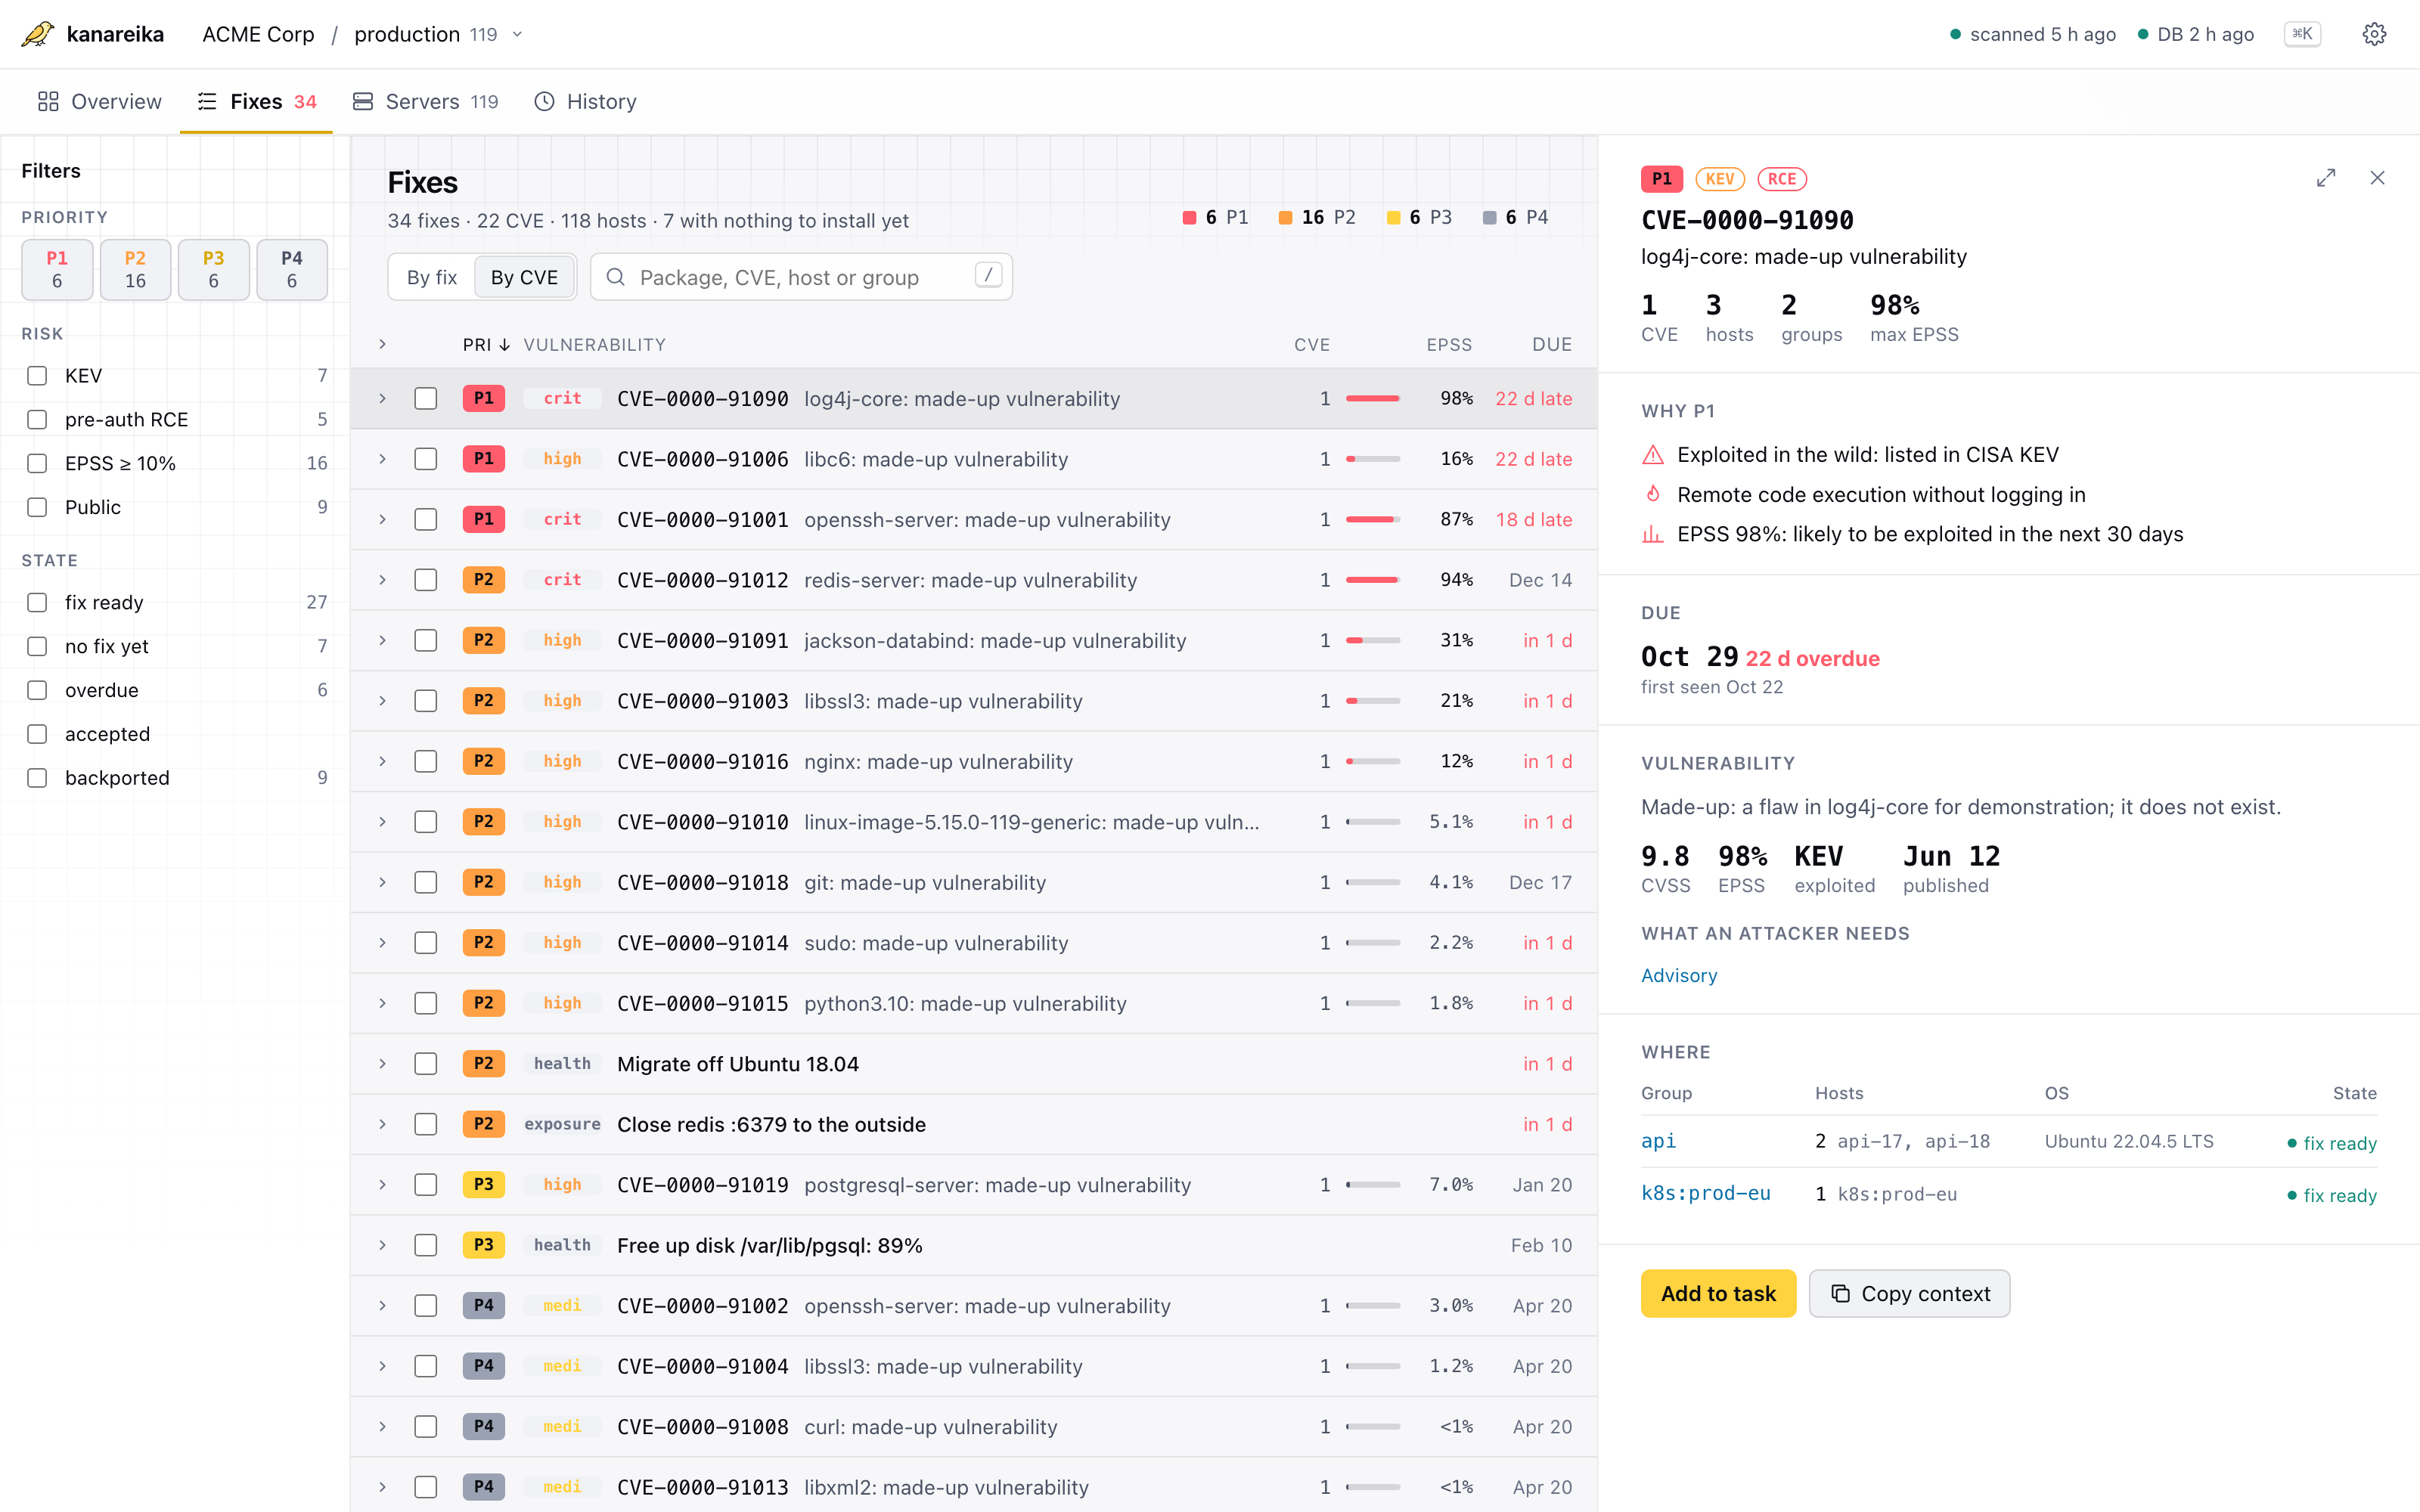 kanareika ACME Corp / production 119 scanned 5 h ago DB 2 h ago ⌘K
Overview Fixes 34 Servers 119 History
Filters
PRIORITY
P1 P2 P3 P4
6 16 6 6
RISK
KEV 7
pre-auth RCE 5
EPSS ≥ 10% 16
Public 9
STATE
fix ready 27
no fix yet 7
overdue 6
accepted
backported 9
Fixes
34 fixes · 22 CVE · 118 hosts · 7 with nothing to install yet 6 P1 16 P2 6 P3 6 P4
By fix By CVE Package, CVE, host or group /
PRI ↓ VULNERABILITY CVE EPSS DUE
P1 crit CVE-0000-91090 log4j-core: made-up vulnerability 1 98% 22 d late
P1 high CVE-0000-91006 libc6: made-up vulnerability 1 16% 22 d late
P1 crit CVE-0000-91001 openssh-server: made-up vulnerability 1 87% 18 d late
P2 crit CVE-0000-91012 redis-server: made-up vulnerability 1 94% Dec 14
P2 high CVE-0000-91091 jackson-databind: made-up vulnerability 1 31% in 1 d
P2 high CVE-0000-91003 libssl3: made-up vulnerability 1 21% in 1 d
P2 high CVE-0000-91016 nginx: made-up vulnerability 1 12% in 1 d
P2 high CVE-0000-91010 linux-image-5.15.0-119-generic: made-up vuln... 1 5.1% in 1 d
P2 high CVE-0000-91018 git: made-up vulnerability 1 4.1% Dec 17
P2 high CVE-0000-91014 sudo: made-up vulnerability 1 2.2% in 1 d
P2 high CVE-0000-91015 python3.10: made-up vulnerability 1 1.8% in 1 d
P2 health Migrate off Ubuntu 18.04 in 1 d
P2 exposure Close redis :6379 to the outside in 1 d
P3 high CVE-0000-91019 postgresql-server: made-up vulnerability 1 7.0% Jan 20
P3 health Free up disk /var/lib/pgsql: 89% Feb 10
P4 medi CVE-0000-91002 openssh-server: made-up vulnerability 1 3.0% Apr 20
P4 medi CVE-0000-91004 libssl3: made-up vulnerability 1 1.2% Apr 20
P4 medi CVE-0000-91008 curl: made-up vulnerability 1 <1% Apr 20
P4 medi CVE-0000-91013 libxml2: made-up vulnerability 1 <1% Apr 20
P1 KEV RCE
CVE-0000-91090
log4j-core: made-up vulnerability
1 3 2 98%
CVE hosts groups max EPSS
WHY P1
Exploited in the wild: listed in CISA KEV
Remote code execution without logging in
EPSS 98%: likely to be exploited in the next 30 days
DUE
Oct 29 22 d overdue
first seen Oct 22
VULNERABILITY
Made-up: a flaw in log4j-core for demonstration; it does not exist.
9.8 98% KEV Jun 12
CVSS EPSS exploited published
WHAT AN ATTACKER NEEDS
Advisory
WHERE
Group Hosts OS State
api 2 api-17, api-18 Ubuntu 22.04.5 LTS fix ready
k8s:prod-eu 1 k8s:prod-eu fix ready
Add to task Copy context